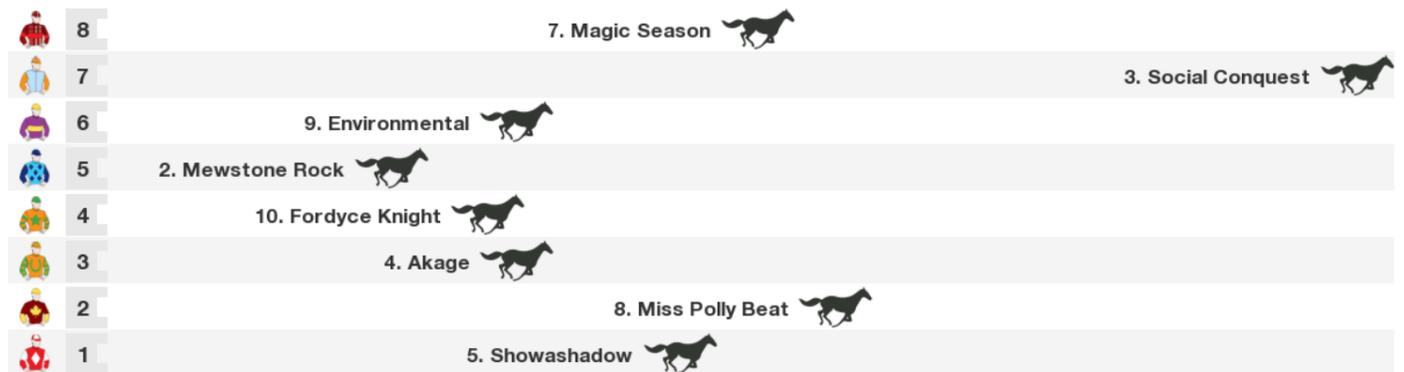 8 7. Magic Season
7 3. Social Conquest
6 9. Environmental
5 2. Mewstone Rock
4 10. Fordyce Knight
3 4. Akage
2 8. Miss Polly Beat
1 5. Showashadow